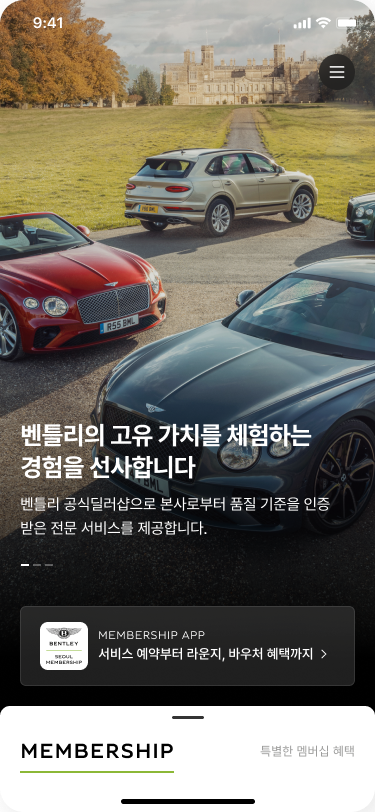 9:41
R55 BML
벤틀리의 고유 가치를 체험하는
경험을 선사합니다
벤틀리 공식딜러샵으로 본사로부터 품질 기준을 인증
받은 전문 서비스를 제공합니다.
BENTLEY
SEOUL
MEMBERSHIP
MEMBERSHIP APP
서비스 예약부터 라운지, 바우처 혜택까지
MEMBERSHIP
특별한 멤버십 혜택